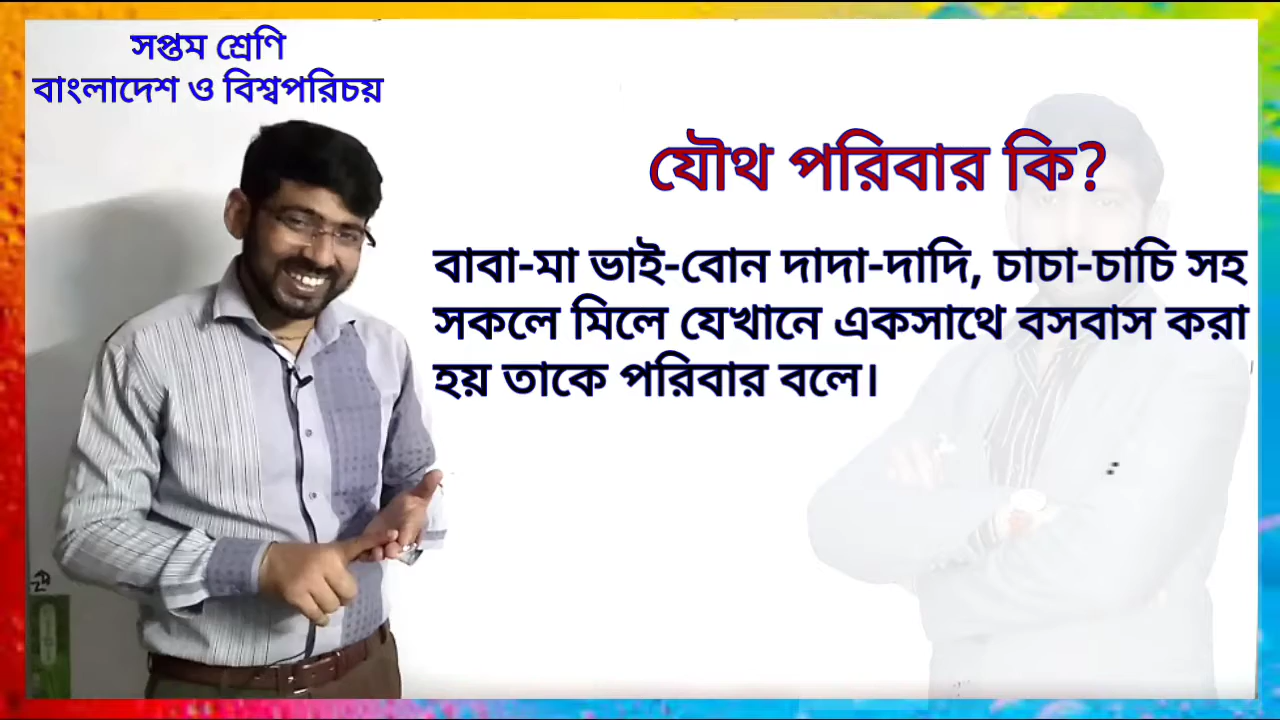 সপ্তম শ্রেণি
বাংলাদেশ ও বিশ্বপরিচয়
যৌথ পরিবার কি?
বাবা-মা ভাই-বোন দাদা-দাদি, চাচা-চাচি সহ
সকলে মিলে যেখানে একসাথে বসবাস করা
হয় তাকে পরিবার বলে।